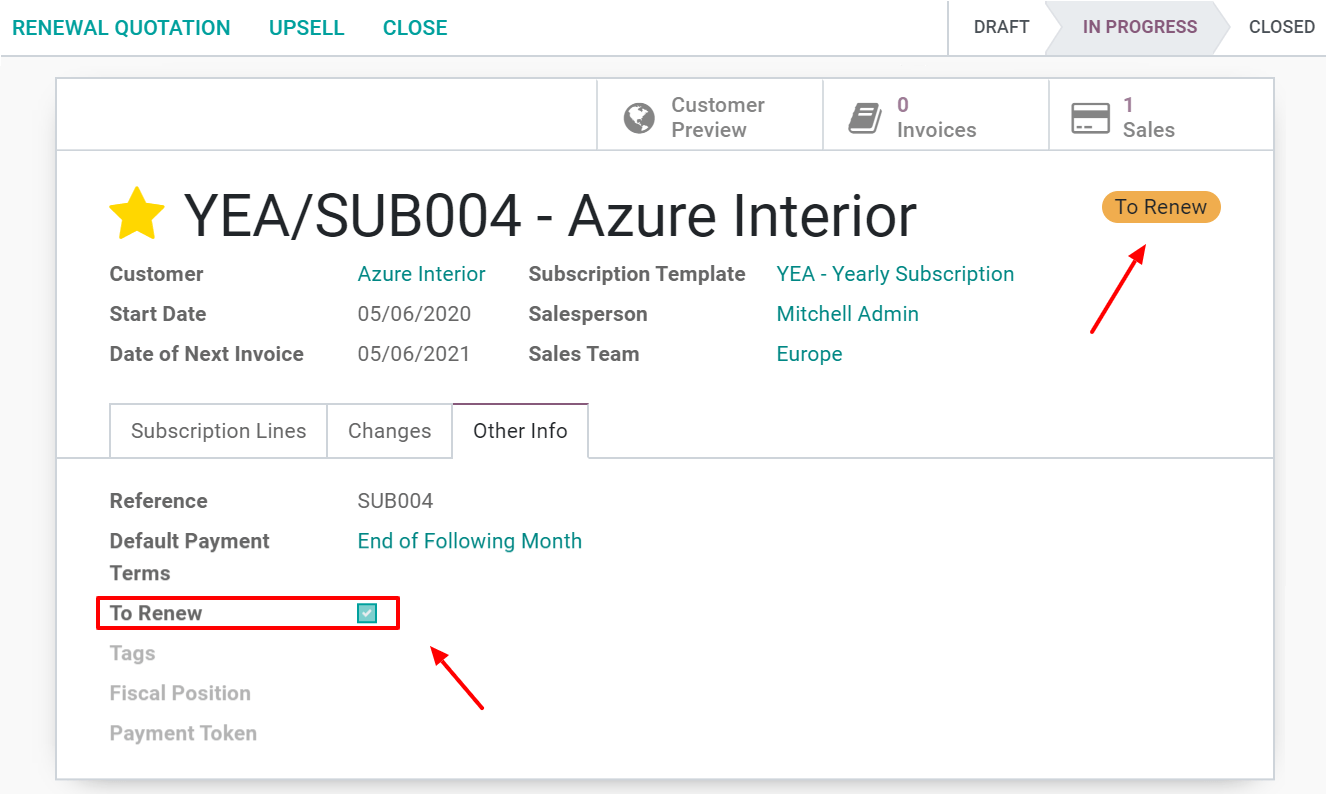 RENEWAL QUOTATION UPSELL CLOSE DRAFT IN PROGRESS CLOSED
Customer
Preview
0
Invoices
1
Sales
YEA/SUB004 - Azure Interior
To Renew
Customer Azure Interior Subscription Template YEA - Yearly Subscription
Start Date 05/06/2020 Salesperson Mitchell Admin
Date of Next Invoice 05/06/2021 Sales Team Europe
Subscription Lines Changes Other Info
Reference SUB004
Default Payment End of Following Month
Terms
To Renew
Tags
Fiscal Position
Payment Token